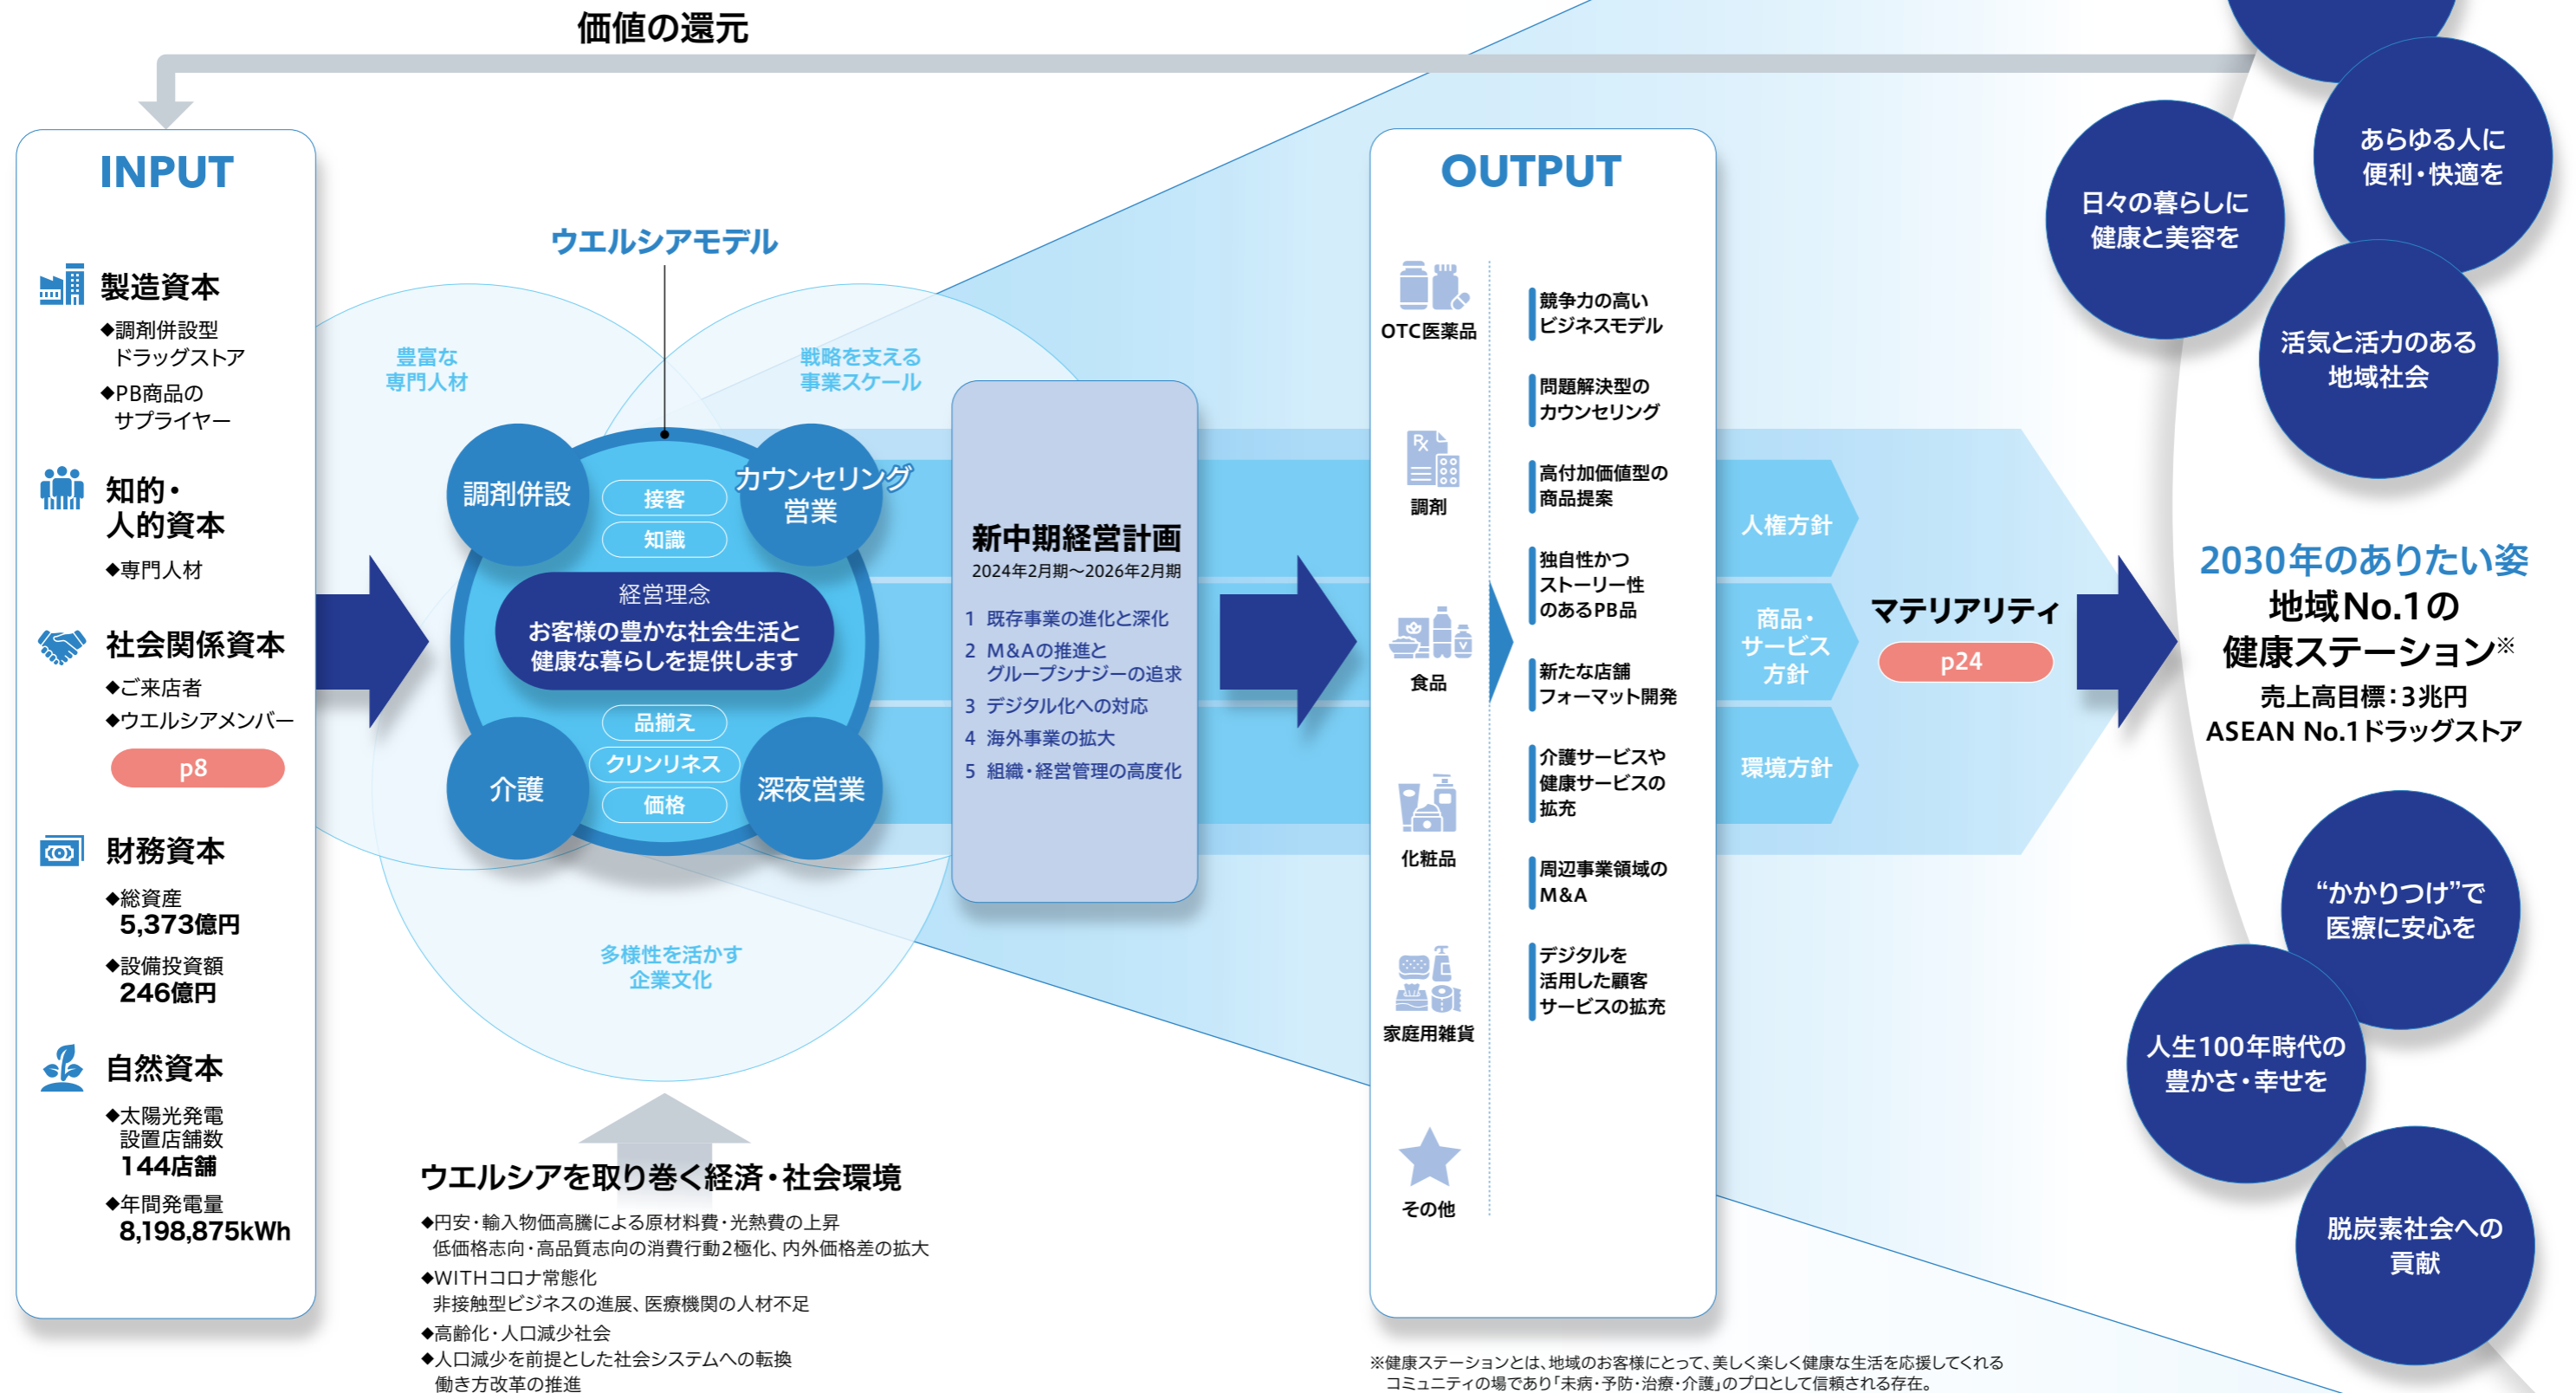 価値の還元
INPUT
製造資本
◆調剤併設型
ドラッグストア
◆PB商品の
サプライヤー
知的・
人的資本
◆専門人材
社会関係資本
◆ご来店者
◆ウエルシアメンバー
p8
財務資本
◆総資産
5,373億円
◆設備投資額
246億円
自然資本
◆太陽光発電
設置店舗数
144店舗
◆年間発電量
8,198,875kWh
ウエルシアモデル
豊富な
専門人材
戦略を支える
事業スケール
調剤併設
カウンセリング
営業
接客
知識
経営理念
お客様の豊かな社会生活と
健康な暮らしを提供します
品揃え
クリンリネス
価格
介護
深夜営業
多様性を活かす
企業文化
ウエルシアを取り巻く経済・社会環境
◆円安・輸入物価高騰による原材料費・光熱費の上昇
低価格志向・高品質志向の消費行動2極化、内外価格差の拡大
◆WITHコロナ常態化
非接触型ビジネスの進展、医療機関の人材不足
◆高齢化・人口減少社会
◆人口減少を前提とした社会システムへの転換
働き方改革の推進
新中期経営計画
2024年2月期～2026年2月期
1 既存事業の進化と深化
2 M&Aの推進と
グループシナジーの追求
3 デジタル化への対応
4 海外事業の拡大
5 組織・経営管理の高度化
OUTPUT
OTC医薬品
調剤
食品
化粧品
家庭用雑貨
その他
競争力の高い
ビジネスモデル
問題解決型の
カウンセリング
高付加価値型の
商品提案
独自性かつ
ストーリー性
のあるPB品
新たな店舗
フォーマット開発
介護サービスや
健康サービスの
拡充
周辺事業領域の
M&A
デジタルを
活用した顧客
サービスの拡充
人権方針
商品・
サービス
方針
環境方針
マテリアリティ
p24
あらゆる人に
便利・快適を
日々の暮らしに
健康と美容を
活気と活力のある
地域社会
2030年のありたい姿
地域No.1の
健康ステーション※
売上高目標：3兆円
ASEAN No.1ドラッグストア
“かかりつけ”で
医療に安心を
人生100年時代の
豊かさ・幸せを
脱炭素社会への
貢献
※健康ステーションとは、地域のお客様にとって、美しく楽しく健康な生活を応援してくれる
コミュニティの場であり「未病・予防・治療・介護」のプロとして信頼される存在。